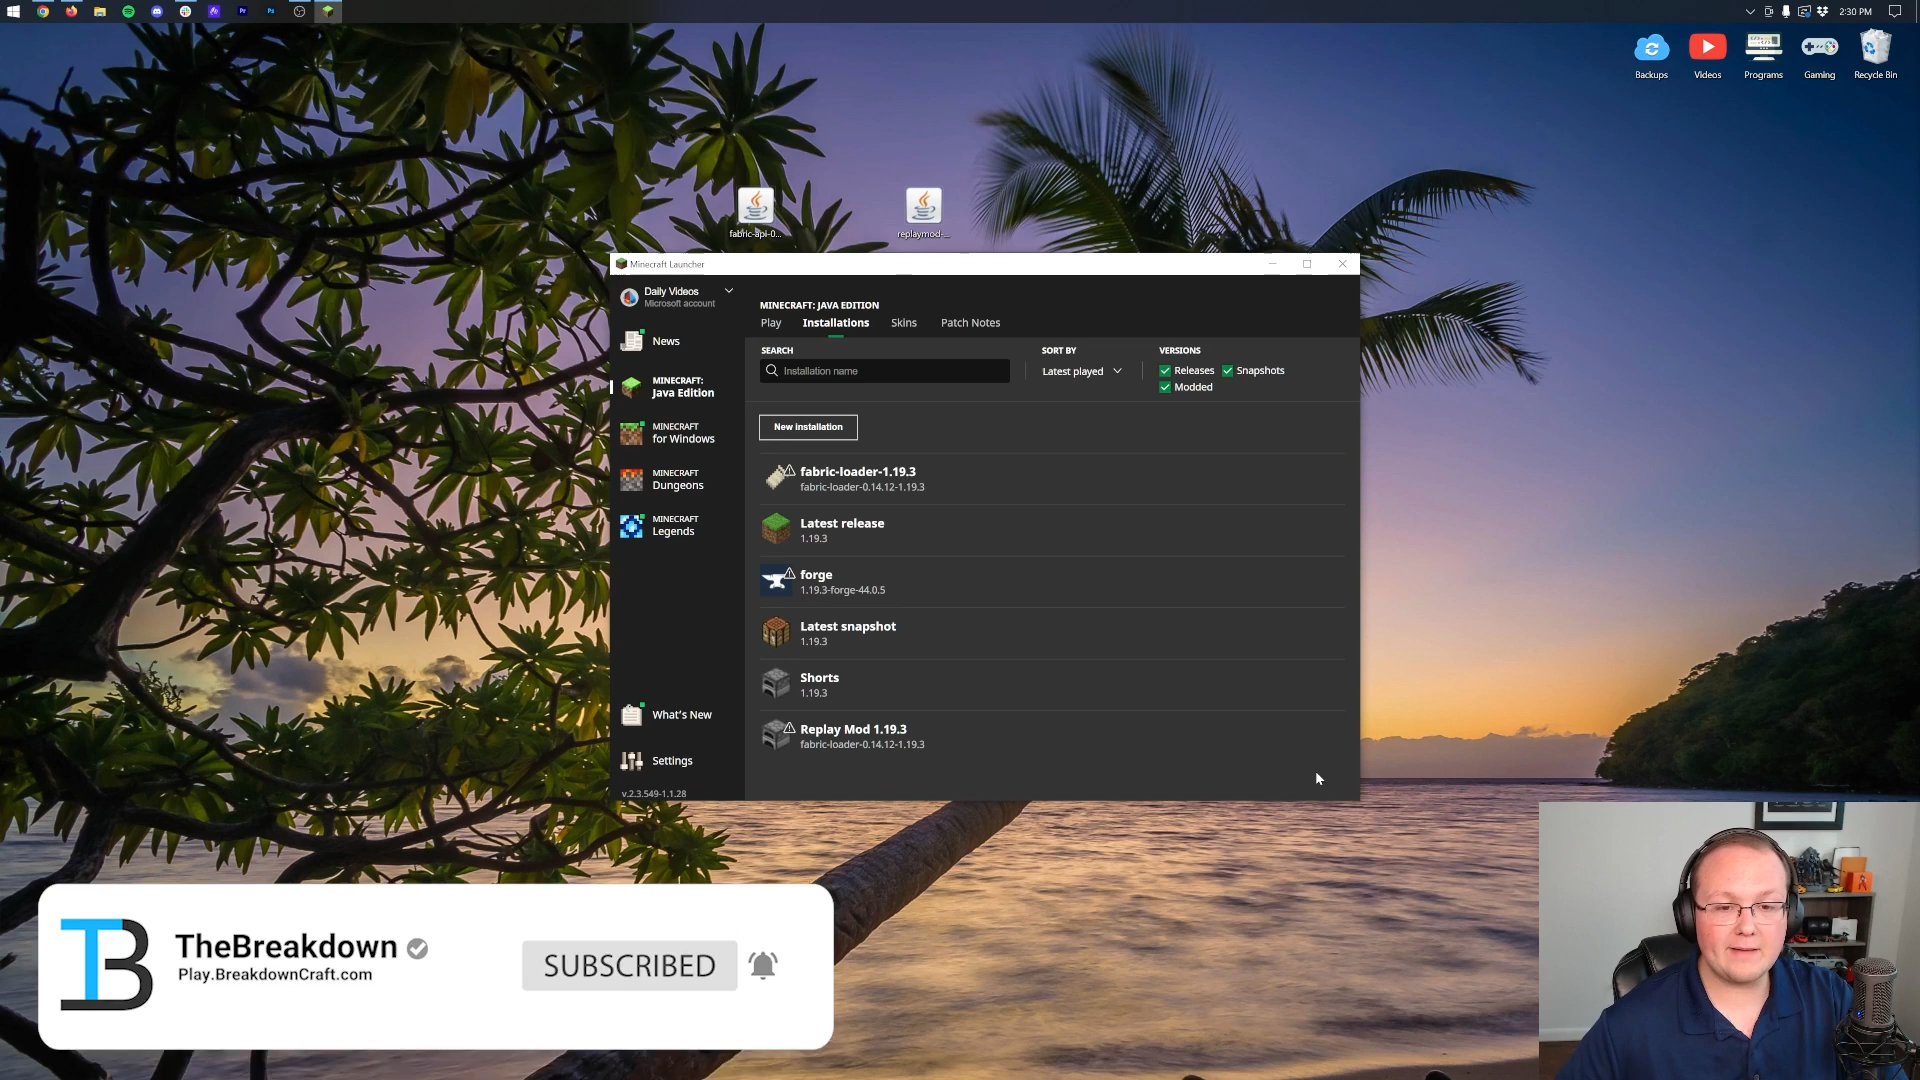 2:30 PM
Backups
Videos
Programs
Gaming
Recycle Bin
fabric-api-0...
replaymod-...
Minecraft Launcher
Daily Videos
Microsoft account
News
MINECRAFT:
Java Edition
MINECRAFT
for Windows
MINECRAFT
Dungeons
MINECRAFT
Legends
What's New
Settings
v.2.3.549-1.1.28
MINECRAFT: JAVA EDITION
Play Installations Skins Patch Notes
SEARCH
Installation name
SORT BY
Latest played
VERSIONS
Releases Snapshots
Modded
New installation
fabric-loader-1.19.3
fabric-loader-0.14.12-1.19.3
Latest release
1.19.3
forge
1.19.3-forge-44.0.5
Latest snapshot
1.19.3
Shorts
1.19.3
Replay Mod 1.19.3
fabric-loader-0.14.12-1.19.3
TB
TheBreakdown
Play.BreakdownCraft.com
SUBSCRIBED